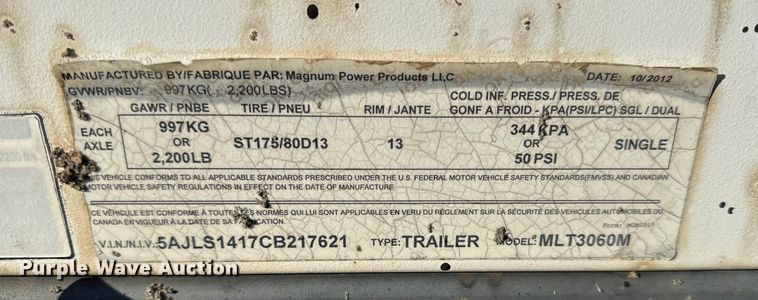 MANUFACTURED BY/FABRIQUE PAR: Magnum Power Products LLC DATE: 10/2012
GVWR/PNBV: 997KG( 2,200LBS)
GAWR / PNBE TIRE / PNEU RIM / JANTE COLD INF. PRESS./ PRESS. DE
GONF A FROID - KPA(PSI/LPC) SGL / DUAL
EACH AXLE 997KG OR 2,200LB ST175/80D13 13 344 KPA OR 50 PSI SINGLE
THIS VEHICLE CONFORMS TO ALL APPLICABLE STANDARDS PRESCRIBED UNDER THE U.S. FEDERAL MOTOR VEHICLE SAFETY STANDARDS(FMVSS) AND CANADIAN
MOTOR VEHICLE SAFETY REGULATIONS IN EFFECT ON THE DATE OF MANUFACTURE
CE VÉHICULE EST CONFORME À TOUTES LES NORMES QUI LUI SONT APPLICABLES EN VERTU DU RÈGLEMENT SUR LA SÉCURITÉ DES VÉHICULES AUTOMOBILES DU
CANADA EN VIGUEUR À LA DATE DE SA FABRICATION
V.I.N./N.I.V. 5AJLS1417CB217621 TYPE: TRAILER MODEL: MLT3060M
Purple Wave Auction